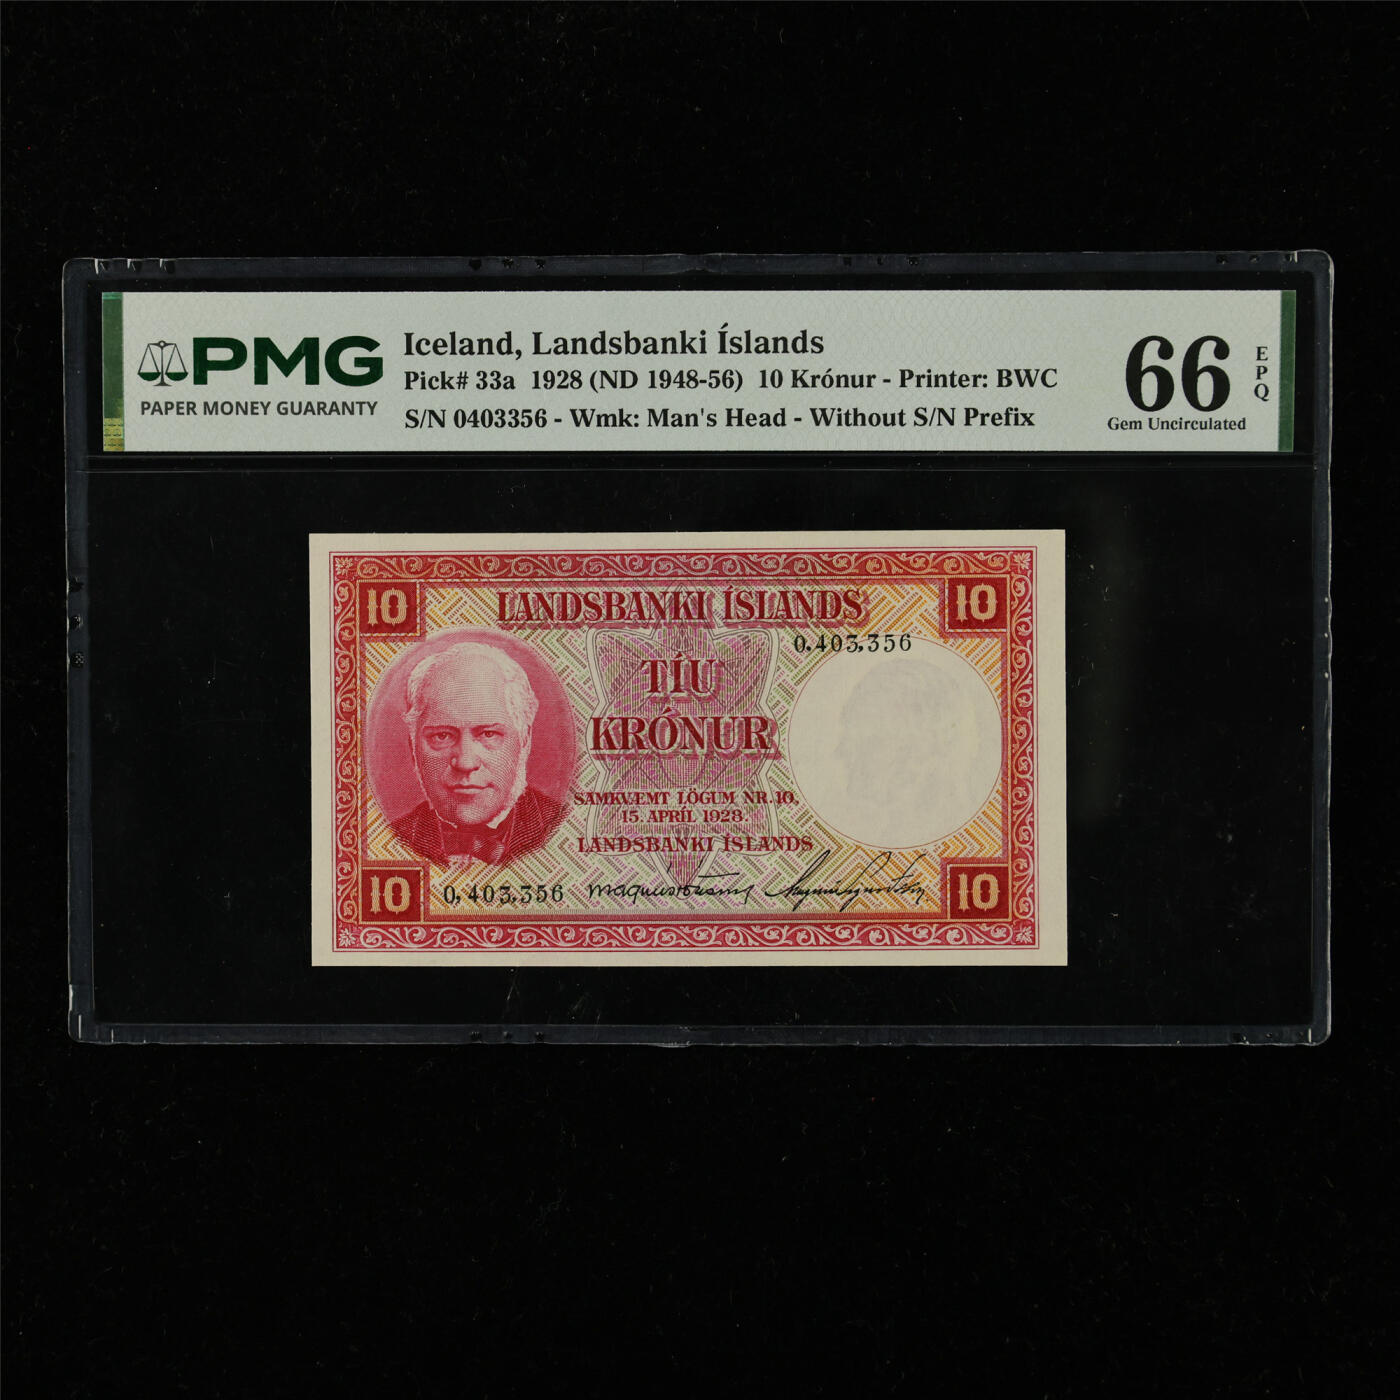 PMG
PAPER MONEY GUARANTY
Iceland, Landsbanki Íslands
Pick# 33a 1928 (ND 1948-56) 10 Krónur - Printer: BWC
S/N 0403356 - Wmk: Man's Head - Without S/N Prefix
66
EPQ
Gem Uncirculated
10
LANDSBANKI ÍSLANDS
10
0,403,356
TÍU
KRÓNUR
SAMKVÆMT LÖGUM NR. 10,
15. APRÍL 1928.
LANDSBANKI ÍSLANDS
10
0,403,356
10